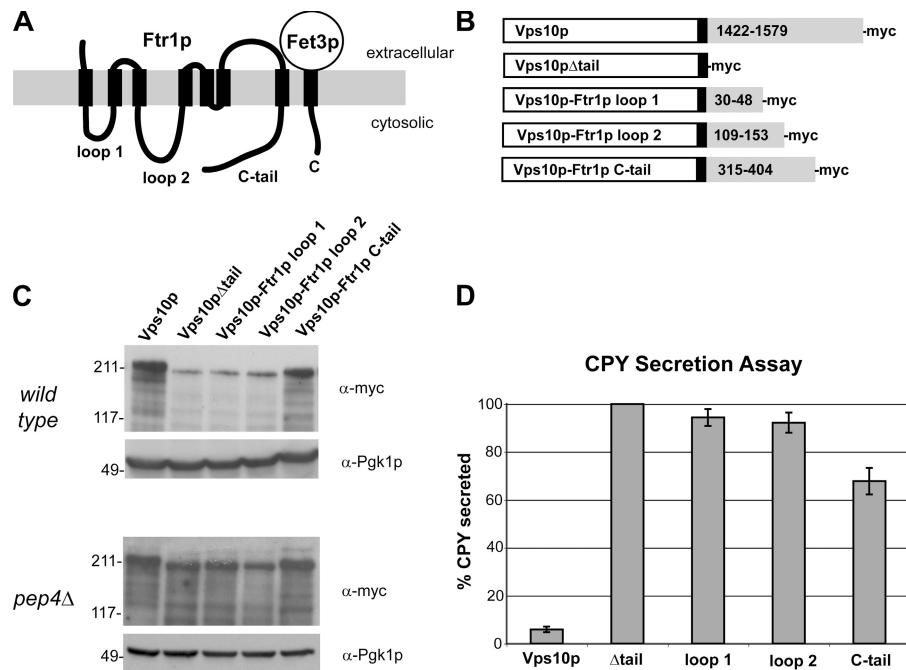 A
Ftr1p
Fet3p
extracellular
cytosolic
loop 1
loop 2
C-tail
C
B
Vps10p
1422-1579
-myc
Vps10pΔtail
-myc
Vps10p-Ftr1p loop 1
30-48
-myc
Vps10p-Ftr1p loop 2
109-153
-myc
Vps10p-Ftr1p C-tail
315-404
-myc
C
Vps10p
Vps10pΔtail
Vps10p-Ftr1p loop 1
Vps10p-Ftr1p loop 2
Vps10p-Ftr1p C-tail
wild
type
211-
117-
α-myc
49-
α-Pgk1p
pep4Δ
211-
117-
α-myc
49-
α-Pgk1p
D
CPY Secretion Assay
% CPY secreted
100
80
60
40
20
0
Vps10p
Δtail
loop 1
loop 2
C-tail